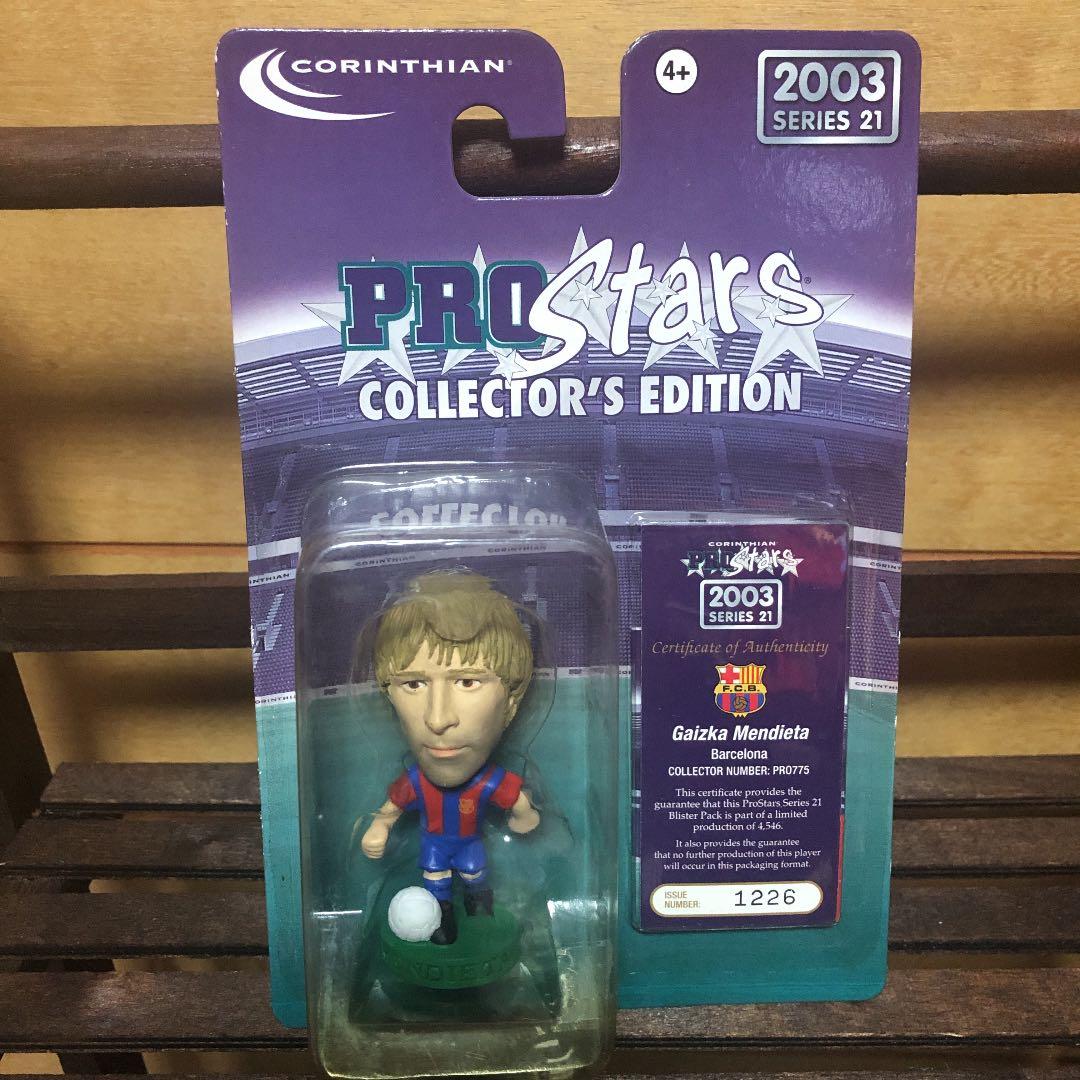 CORINTHIAN®
4+
2003
SERIES 21
PROStars®
COLLECTOR'S EDITION
CORINTHIAN
PROStars
2003
SERIES 21
Certificate of Authenticity
F.C.B.
Gaizka Mendieta
Barcelona
COLLECTOR NUMBER: PRO775
This certificate provides the
guarantee that this ProStars Series 21
Blister Pack is part of a limited
production of 4,546.
It also provides the guarantee
that no further production of this player
will occur in this packaging format.
ISSUE
NUMBER:
1226